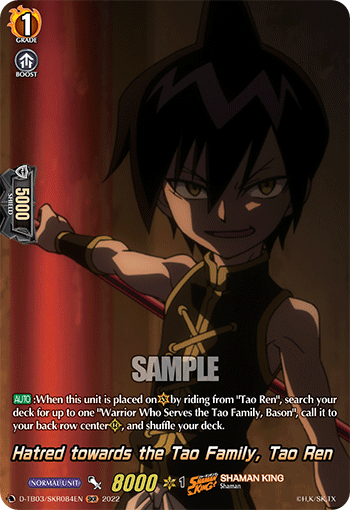 1
GRADE
BOOST
5000
SHIELD
SAMPLE
AUTO :When this unit is placed on by riding from "Tao Ren", search your
deck for up to one "Warrior Who Serves the Tao Family, Bason", call it to
your back row center , and shuffle your deck.
Hatred towards the Tao Family, Tao Ren
NORMAL UNIT 8000 1 SHAMAN KING SHAMAN KING
Shaman
D-TB03/SKR084EN 2022 ©H,K/SK,TX